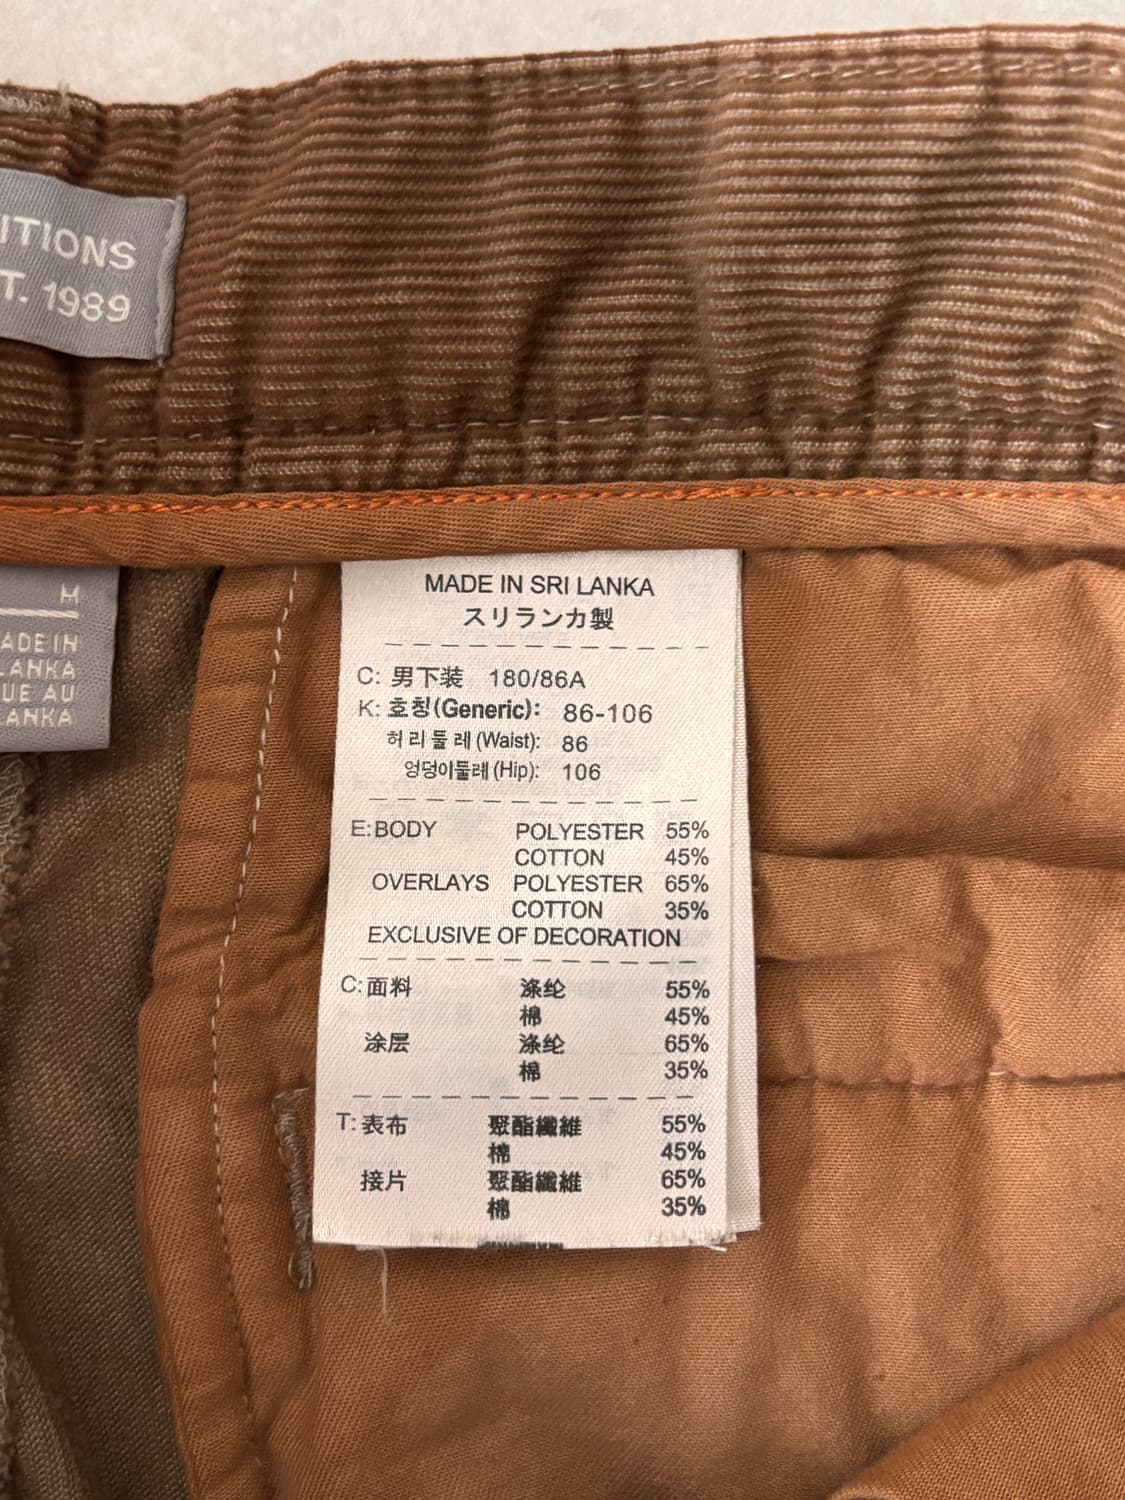 ITIONS
T. 1989
M
ADE IN
LANKA
UE AU
LANKA
MADE IN SRI LANKA
スリランカ製
C: 男下装 180/86A
K: 호칭(Generic): 86-106
허리둘레(Waist): 86
엉덩이둘레(Hip): 106
E:BODY POLYESTER 55%
COTTON 45%
OVERLAYS POLYESTER 65%
COTTON 35%
EXCLUSIVE OF DECORATION
C:面料 涤纶 55%
棉 45%
涂层 涤纶 65%
棉 35%
T:表布 聚酯纖維 55%
棉 45%
接片 聚酯纖維 65%
棉 35%